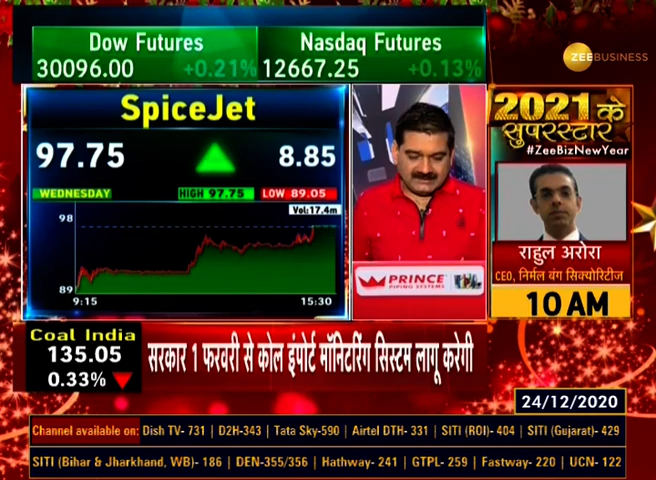 Dow Futures
30096.00 +0.21%
Nasdaq Futures
12667.25 +0.13%
ZEE BUSINESS
SpiceJet
97.75 8.85
WEDNESDAY HIGH 97.75 LOW 89.05
Vol:17.4m
98
89
9:15 15:30
PRINCE
PIPING SYSTEMS
2021 के
सुपरस्टार
#ZeeBizNewYear
राहुल अरोरा
CEO, निर्मल बंग सिक्योरिटीज
10 AM
Coal India
135.05
0.33%
सरकार 1 फरवरी से कोल इंपोर्ट मॉनिटरिंग सिस्टम लागू करेगी
24/12/2020
Channel available on: Dish TV- 731 | D2H-343 | Tata Sky-590 | Airtel DTH- 331 | SITI (ROI)- 404 | SITI (Gujarat)- 429
SITI (Bihar & Jharkhand, WB)- 186 | DEN-355/356 | Hathway- 241 | GTPL- 259 | Fastway- 220 | UCN- 122